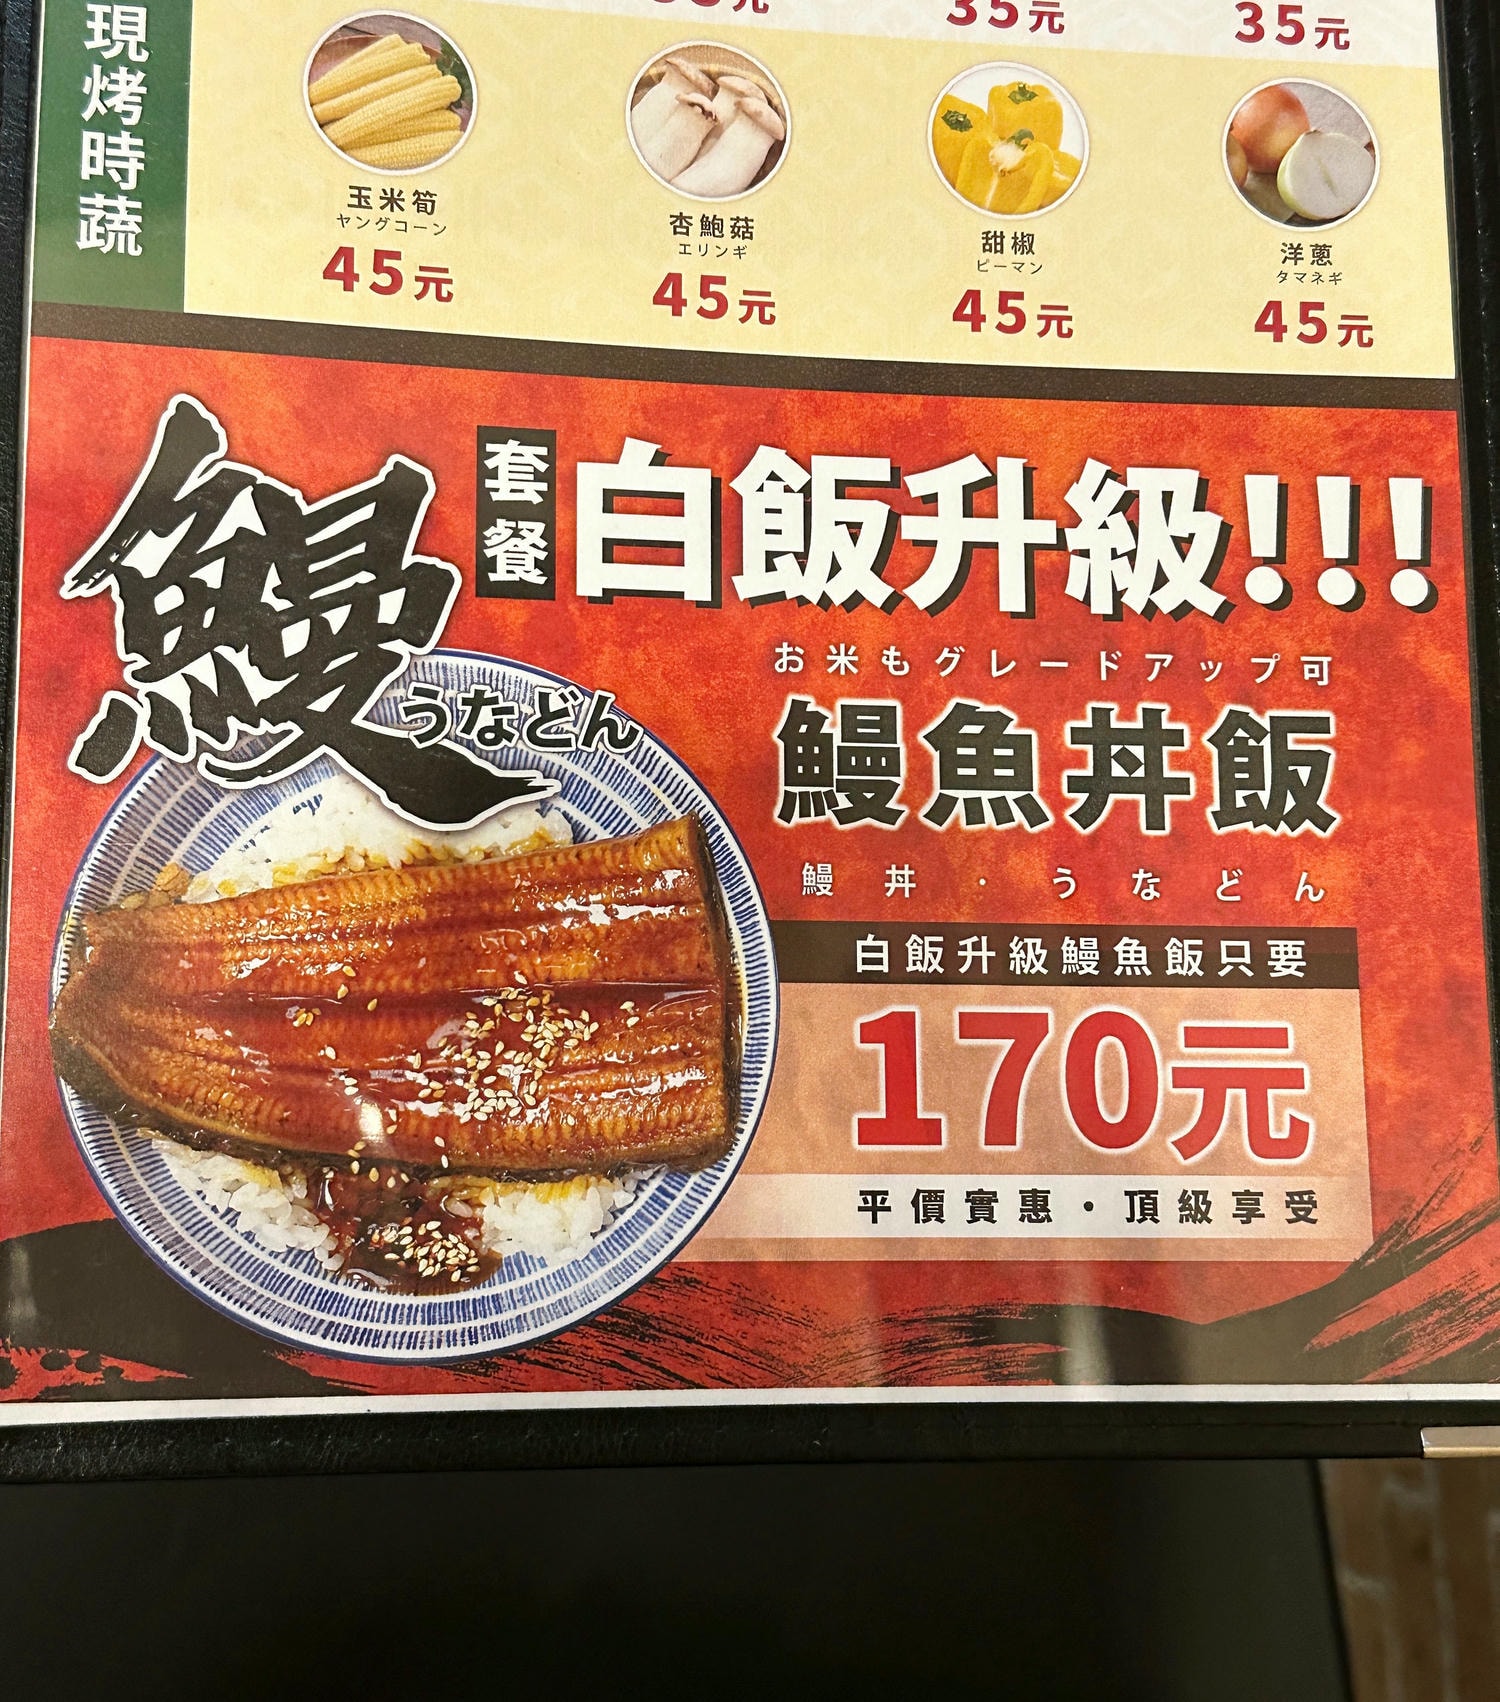 現烤時蔬
35元
35元
玉米筍
ヤングコーン
45元
杏鮑菇
エリンギ
45元
甜椒
ピーマン
45元
洋蔥
タマネギ
45元
鰻
うなどん
套餐
白飯升級!!!
お米もグレードアップ可
鰻魚丼飯
鰻丼・うなどん
白飯升級鰻魚飯只要
170元
平價實惠・頂級享受